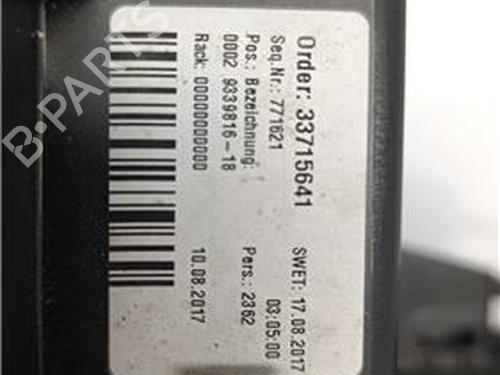 Order: 33715641 SWET: 17.08.2017
Seq.Nr.: 771621 03:05:00
Pos.: Bezeichnung: Pers.: 2362
0002 9339816-18
Rack: 00000000000 10.08.2017
B-PARTS